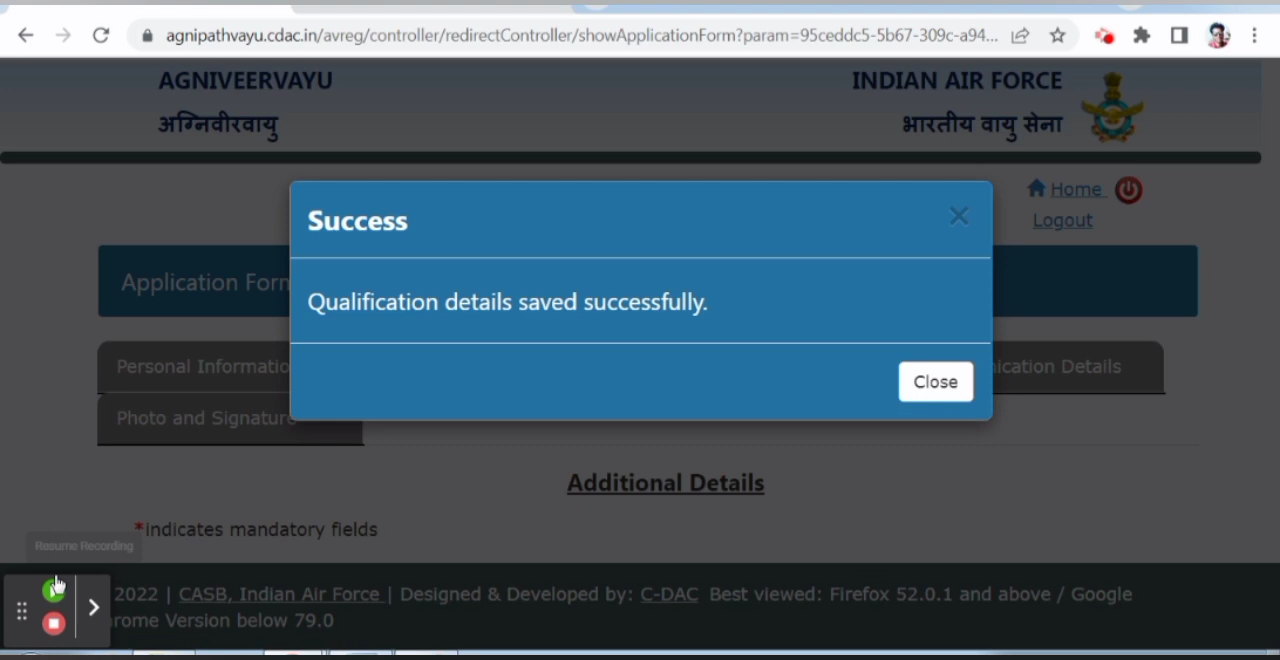 agnipathvayu.cdac.in/avreg/controller/redirectController/showApplicationForm?param=95ceddc5-5b67-309c-a94...
AGNIVEERVAYU
INDIAN AIR FORCE
अग्निवीरवायु
भारतीय वायु सेना
Home
Logout
Success
Qualification details saved successfully.
Close
Application Form
Personal Informatio
ication Details
Photo and Signature
Additional Details
*indicates mandatory fields
Resume Recording
2022 | CASB, Indian Air Force | Designed & Developed by: C-DAC Best viewed: Firefox 52.0.1 and above / Google
rome Version below 79.0